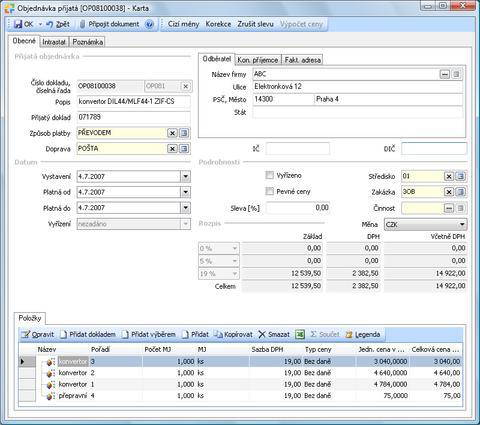 Objednávka přijatá [OP08100038] - Karta
OK Zpět Připojit dokument Cizí měny Korekce Zrušit slevu Výpočet ceny
Obecné Intrastat Poznámka
Přijatá objednávka
Číslo dokladu, číselná řada OP08100038 OP081
Popis konvertor DIL44/MLF44-1 ZIF-CS
Přijatý doklad 071789
Způsob platby PŘEVODEM
Doprava POŠTA
Odběratel Kon. příjemce Fakt. adresa
Název firmy ABC
Ulice Elektronková 12
PSČ, Město 14300 Praha 4
Stát
IČ DIČ
Datum
Vystavení 4.7.2007
Platná od 4.7.2007
Platná do 4.7.2007
Vyřízení nezadáno
Podrobnosti
Vyřízeno
Pevné ceny
Sleva [%] 0,00
Středisko 01
Zakázka 3OB
Činnost
Rozpis Měna CZK
Základ DPH Včetně DPH
0 % 0,00 0,00 0,00
5 % 0,00 0,00 0,00
19 % 12 539,50 2 382,50 14 922,00
Celkem 12 539,50 2 382,50 14 922,00
Položky
Opravit Přidat dokladem Přidat výběrem Přidat Kopírovat Smazat Součet Legenda
Název Pořadí Počet MJ MJ Sazba DPH Typ ceny Jedn. cena v ... Celková cena ...
konvertor 3 1,000 ks 19,00 Bez daně 3 040,0000 3 040,00
konvertor 2 1,000 ks 19,00 Bez daně 4 640,0000 4 640,00
konvertor 1 1,000 ks 19,00 Bez daně 4 784,0000 4 784,00
přepravní 4 1,000 ks 19,00 Bez daně 75,0000 75,00